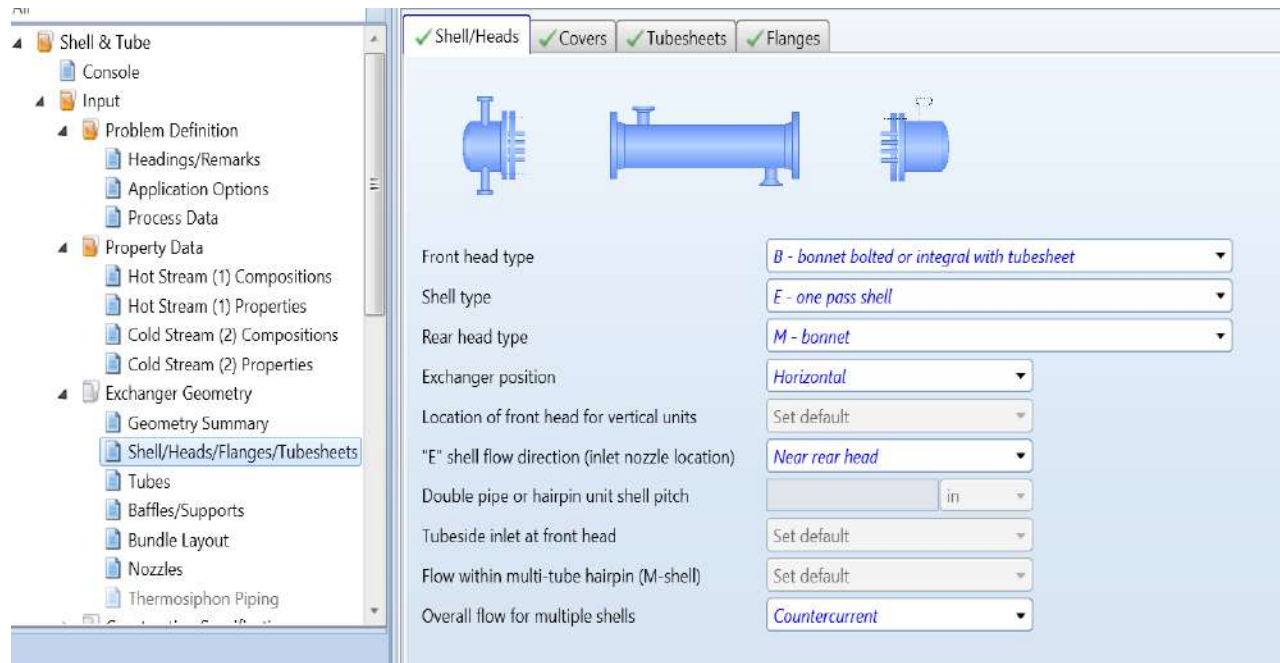 All
Shell & Tube
Console
Input
Problem Definition
Headings/Remarks
Application Options
Process Data
Property Data
Hot Stream (1) Compositions
Hot Stream (1) Properties
Cold Stream (2) Compositions
Cold Stream (2) Properties
Exchanger Geometry
Geometry Summary
Shell/Heads/Flanges/Tubesheets
Tubes
Baffles/Supports
Bundle Layout
Nozzles
Thermosiphon Piping
Shell/Heads Covers Tubesheets Flanges
Front head type B - bonnet bolted or integral with tubesheet
Shell type E - one pass shell
Rear head type M - bonnet
Exchanger position Horizontal
Location of front head for vertical units Set default
"E" shell flow direction (inlet nozzle location) Near rear head
Double pipe or hairpin unit shell pitch in
Tubeside inlet at front head Set default
Flow within multi-tube hairpin (M-shell) Set default
Overall flow for multiple shells Countercurrent